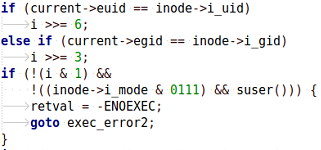 if (current->euid == inode->i_uid)
i >>= 6;
else if (current->egid == inode->i_gid)
i >>= 3;
if (!(i & 1) &&
!((inode->i_mode & 0111) && suser())) {
retval = -ENOEXEC;
goto exec_error2;
}